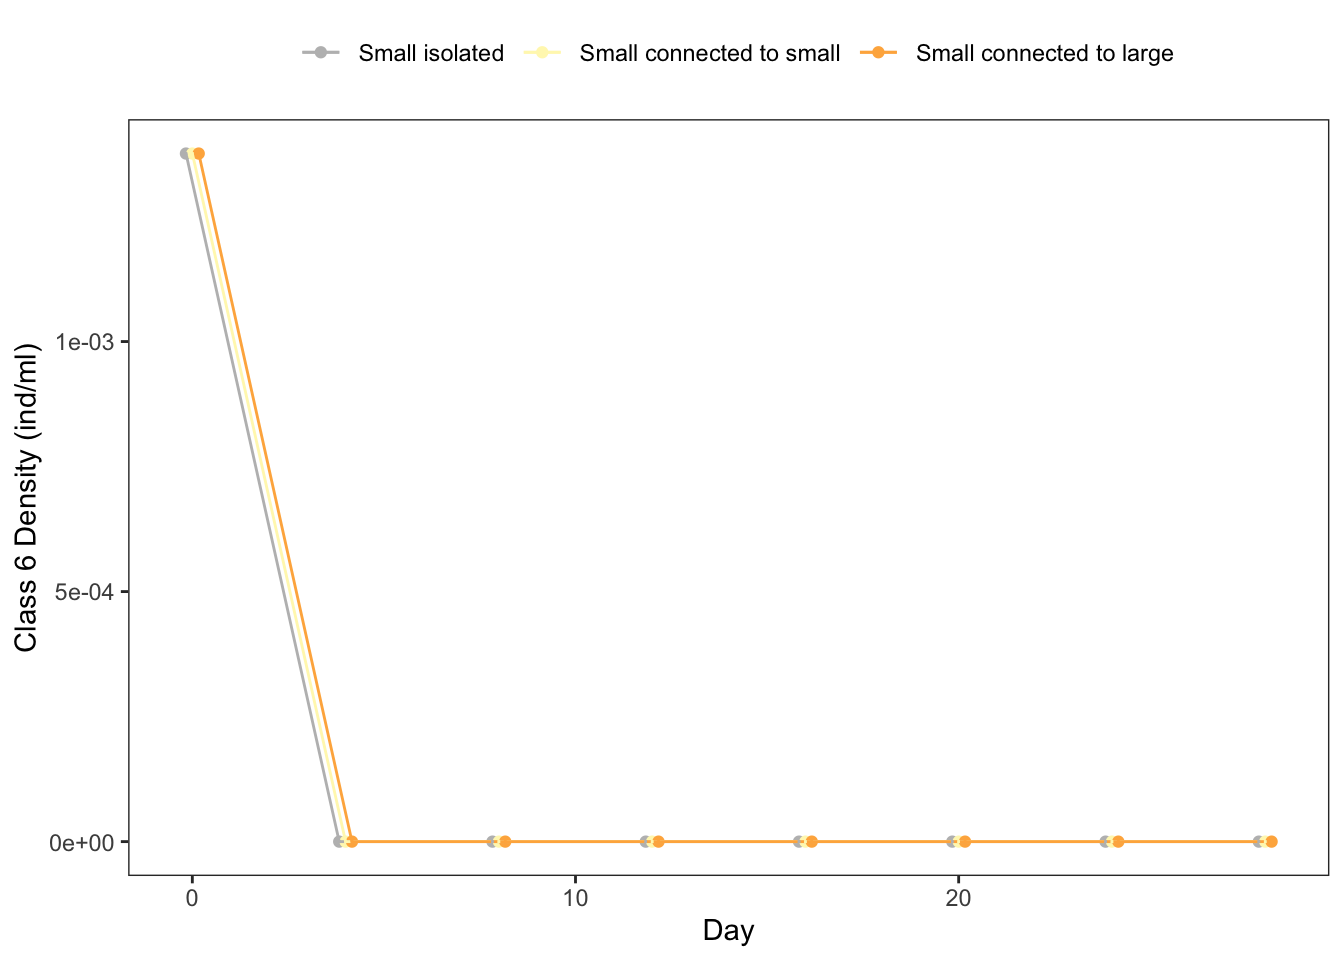 Small isolated Small connected to small Small connected to large
Class 6 Density (ind/ml)
1e-03
5e-04
0e+00
0 10 20
Day